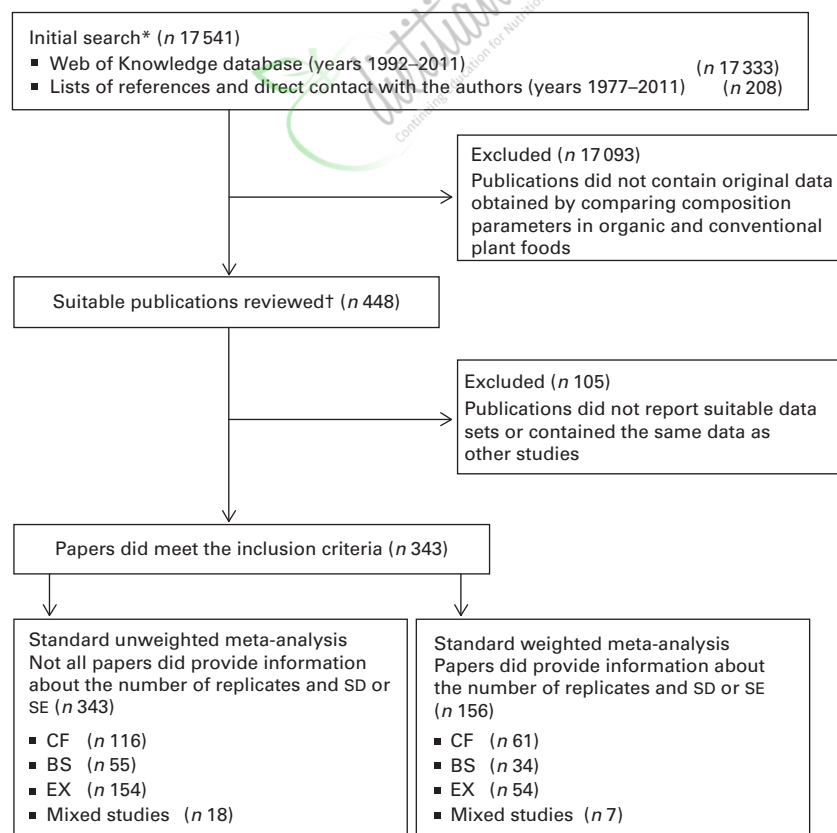 Initial search* (n 17 541)
▪ Web of Knowledge database (years 1992–2011) (n 17 333)
▪ Lists of references and direct contact with the authors (years 1977–2011) (n 208)
Continuing Education for Nutrition
Excluded (n 17 093)
Publications did not contain original data
obtained by comparing composition
parameters in organic and conventional
plant foods
Suitable publications reviewed† (n 448)
Excluded (n 105)
Publications did not report suitable data
sets or contained the same data as
other studies
Papers did meet the inclusion criteria (n 343)
Standard unweighted meta-analysis
Not all papers did provide information
about the number of replicates and SD or
SE (n 343)
▪ CF (n 116)
▪ BS (n 55)
▪ EX (n 154)
▪ Mixed studies (n 18)
Standard weighted meta-analysis
Papers did provide information about
the number of replicates and SD or SE
(n 156)
▪ CF (n 61)
▪ BS (n 34)
▪ EX (n 54)
▪ Mixed studies (n 7)